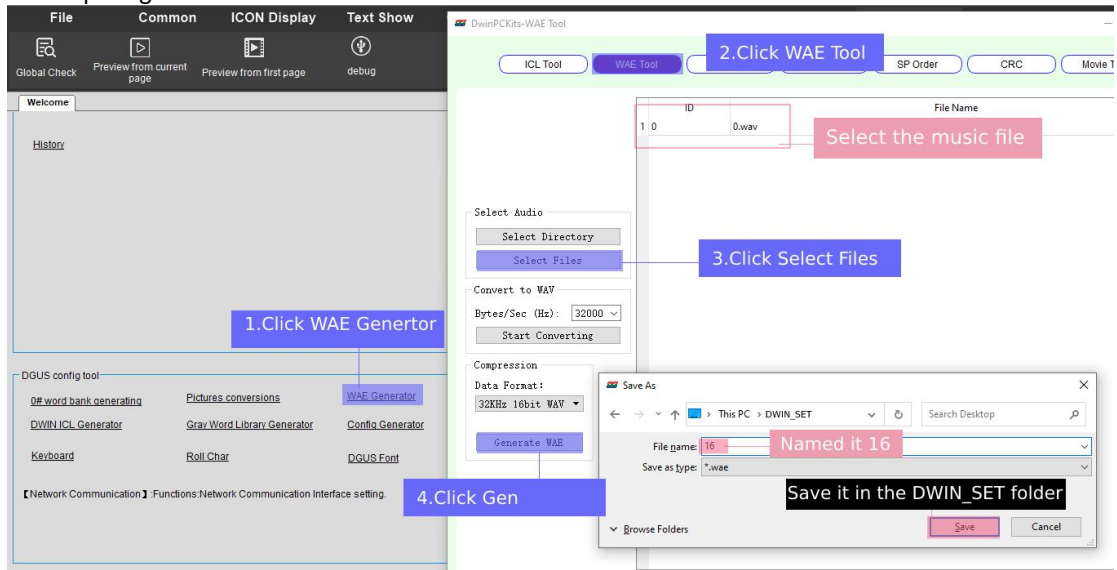 File Common ICON Display Text Show
Global Check Preview from current page Preview from first page debug
Welcome
History
1.Click WAE Genertor
DGUS config tool
0# word bank generating Pictures conversions WAE Generator
DWIN ICL Generator Gray Word Library Generator Config Generator
Keyboard Roll Char DGUS Font
【Network Communication】:Functions:Network Communication Interface setting.
DwinPCKits-WAE Tool
2.Click WAE Tool
ICL Tool WAE Tool SP Order CRC Movie T
ID File Name
1 0 0.wav
Select the music file
Select Audio
Select Directory
Select Files
3.Click Select Files
Convert to WAV
Bytes/Sec (Hz): 32000
Start Converting
Compression
Data Format:
32KHz 16bit WAV
Generate WAE
4.Click Gen
Save As
This PC > DWIN_SET Search Desktop
File name: 16
Named it 16
Save as type: *.wae
Save it in the DWIN_SET folder
Browse Folders Save Cancel